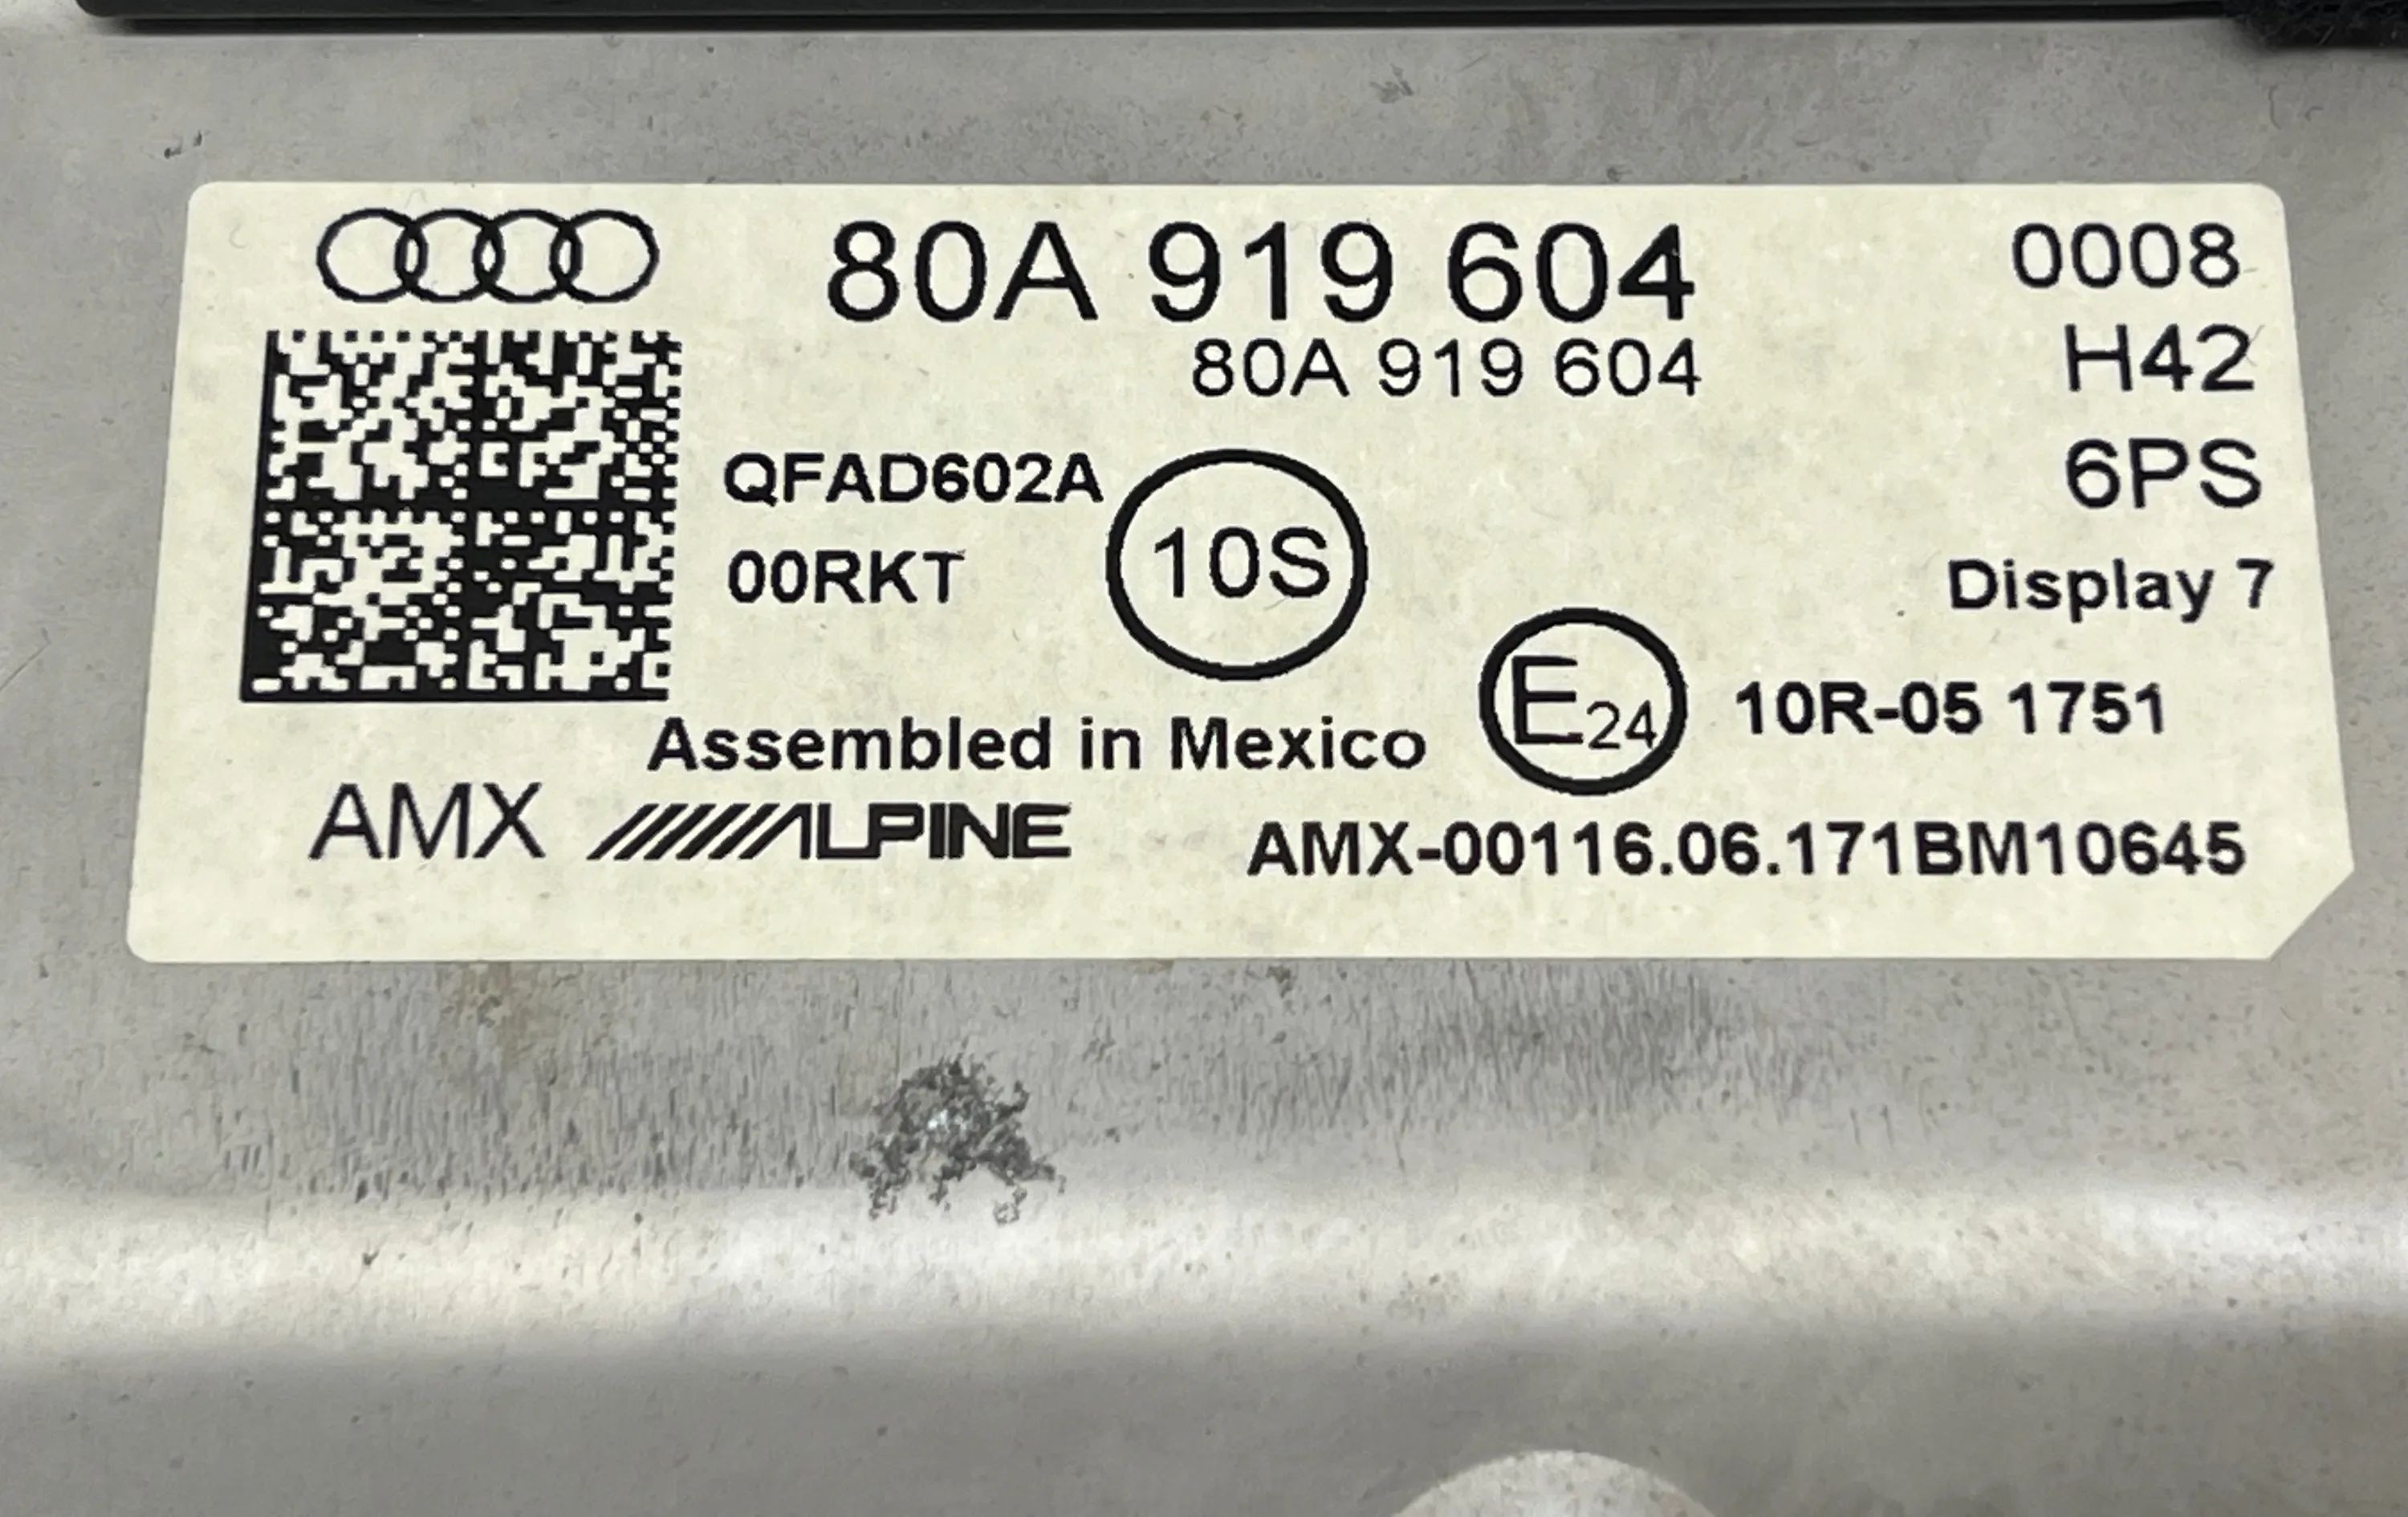 80A 919 604 0008
80A 919 604 H42
QFAD602A 10S 6PS
00RKT Display 7
E24 10R-05 1751
Assembled in Mexico
AMX ALPINE AMX-00116.06.171BM10645